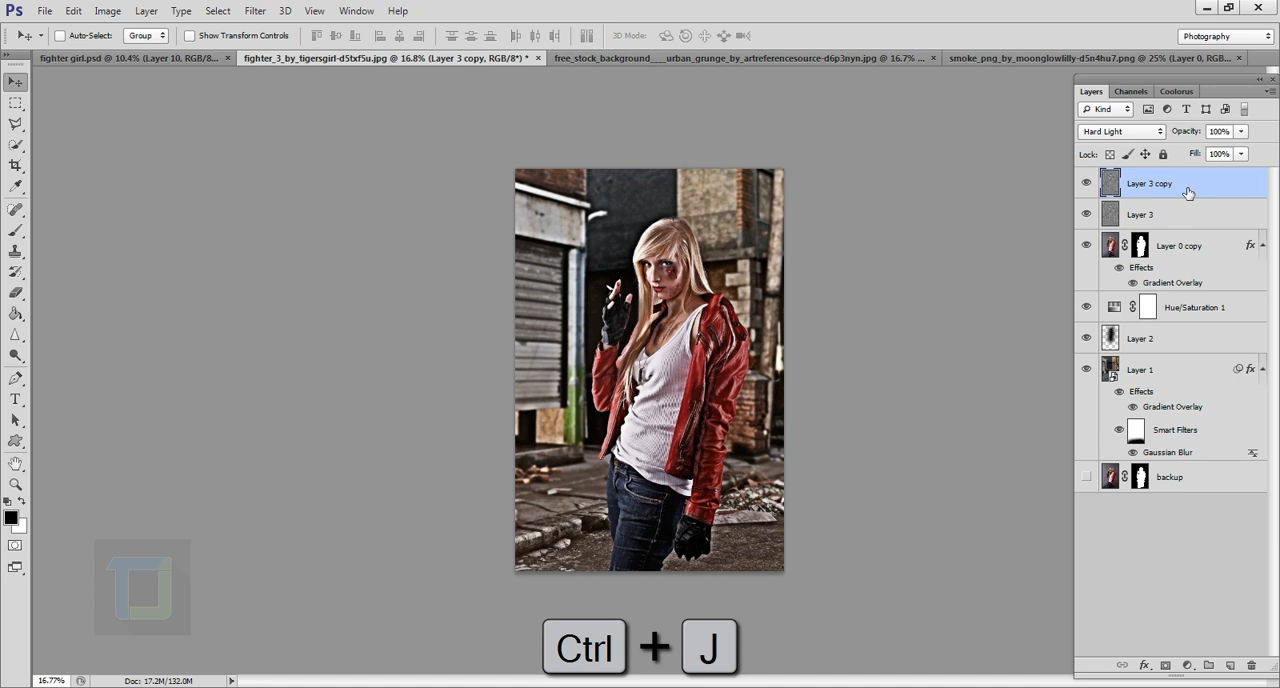 Ps File Edit Image Layer Type Select Filter 3D View Window Help
Auto-Select: Group Show Transform Controls 3D Mode: Photography
fighter girl.psd @ 10.4% (Layer 10, RGB/8... × fighter_3_by_tigersgirl-d5txf5u.jpg @ 16.8% (Layer 3 copy, RGB/8*) * × free_stock_background___urban_grunge_by_artreferencesource-d6p3nyn.jpg @ 16.7% ... × smoke_png_by_moonglowlilly-d5n4hu7.png @ 25% (Layer 0, RGB... ×
Layers Channels Coolorus
Kind
Hard Light Opacity: 100%
Lock: Fill: 100%
Layer 3 copy
Layer 3
Layer 0 copy fx
Effects
Gradient Overlay
Hue/Saturation 1
Layer 2
Layer 1 fx
Effects
Gradient Overlay
Smart Filters
Gaussian Blur
backup
Ctrl + J
16.77% Doc: 17.2M/132.0M fx